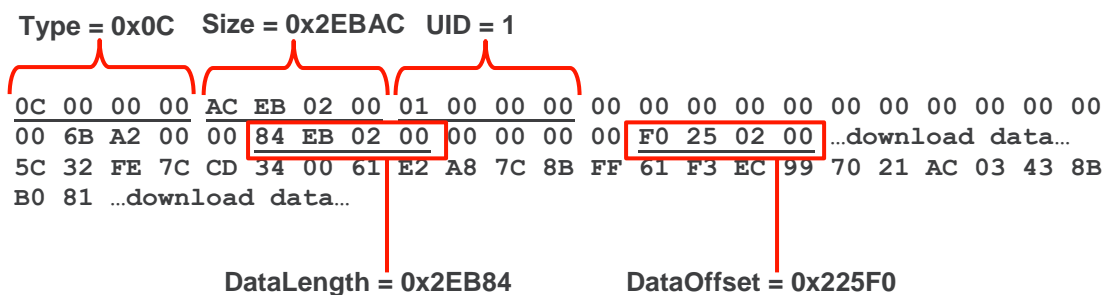 Type = 0x0C Size = 0x2EBAC UID = 1
0C 00 00 00 AC EB 02 00 01 00 00 00 00 00 00 00 00 00 00 00 00 00 00
00 6B A2 00 00 84 EB 02 00 00 00 00 00 F0 25 02 00 …download data…
5C 32 FE 7C CD 34 00 61 E2 A8 7C 8B FF 61 F3 EC 99 70 21 AC 03 43 8B
B0 81 …download data…
DataLength = 0x2EB84 DataOffset = 0x225F0